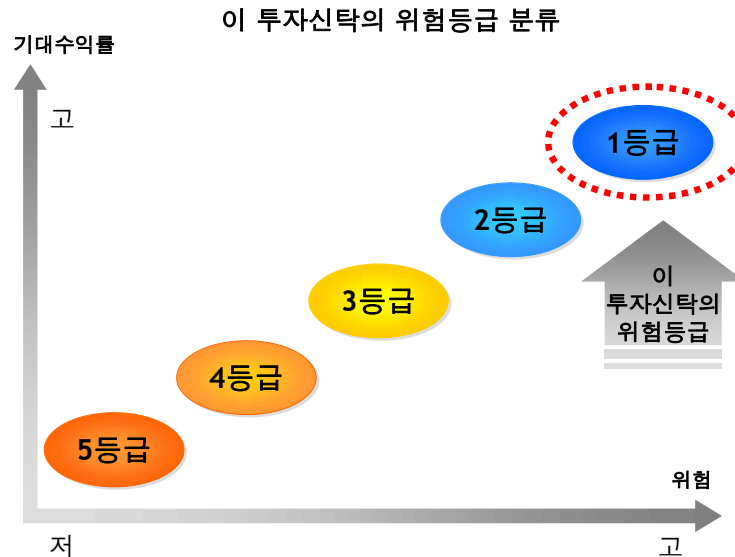 이 투자신탁의 위험등급 분류
기대수익률
고
1등급
2등급
3등급
4등급
5등급
이
투자신탁의
위험등급
위험
저
고